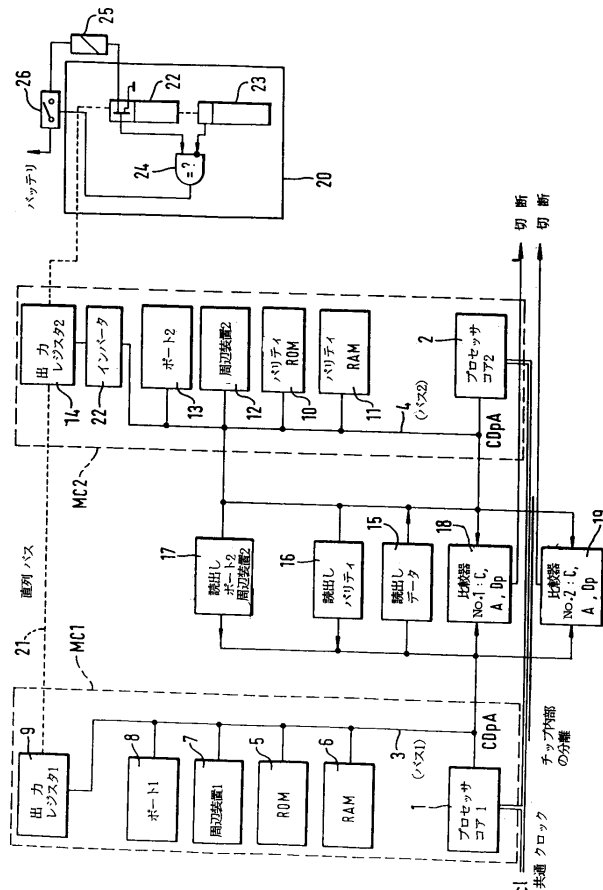 バッテリ
26
25
22
23
24
= ?
20
直列 バス
21
MC1
MC2
9
出力
レジスタ1
8
ポート1
7
周辺装置1
5
ROM
6
RAM
3
(バス1)
CDpA
1
プロセッサ
コア 1
17
読出し
ポート2
周辺装置2
16
読出し
パリティ
15
読出し
データ
18
比較器
No.1 : C,
A , Dp
19
比較器
No.2 : C,
A , Dp
14
出力
レジスタ2
22
インバータ
13
ポート2
12
周辺装置2
10
パリティ
ROM
11
パリティ
RAM
4
(バス2)
CDpA
2
プロセッサ
コア2
切 断
切 断
チップ内部
の分離
cl
共通 クロック